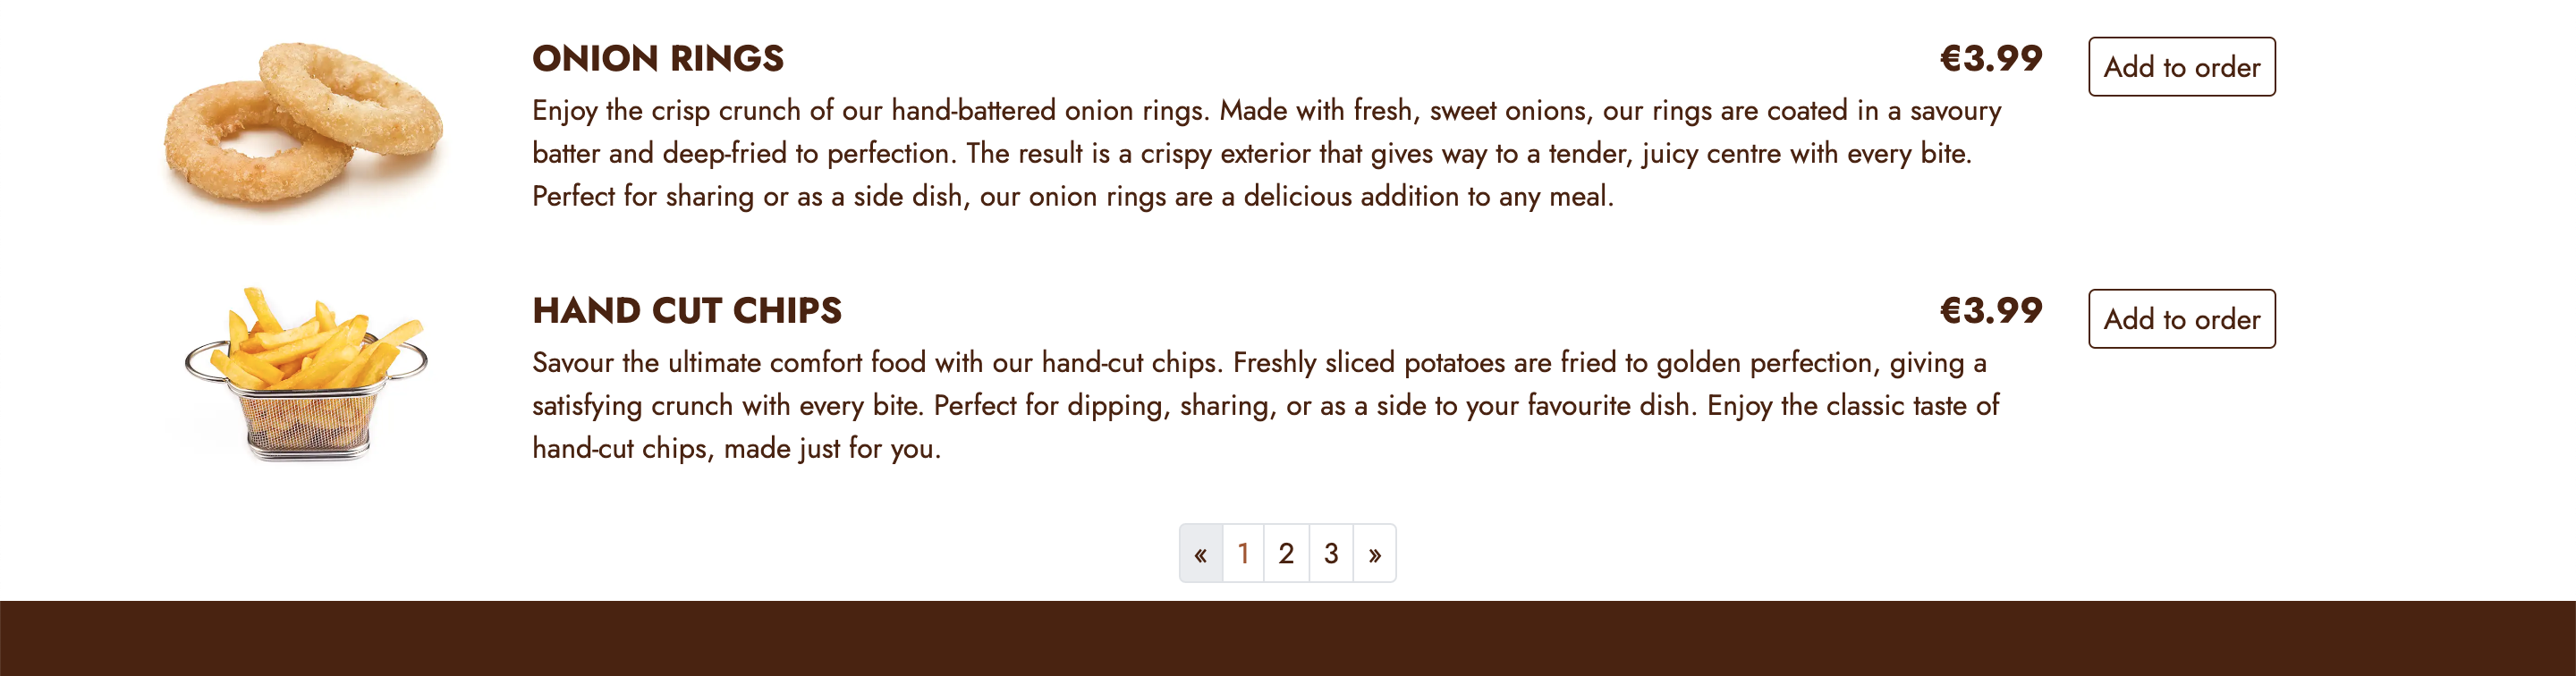 ONION RINGS
€3.99
Add to order
Enjoy the crisp crunch of our hand-battered onion rings. Made with fresh, sweet onions, our rings are coated in a savoury
batter and deep-fried to perfection. The result is a crispy exterior that gives way to a tender, juicy centre with every bite.
Perfect for sharing or as a side dish, our onion rings are a delicious addition to any meal.
HAND CUT CHIPS
€3.99
Add to order
Savour the ultimate comfort food with our hand-cut chips. Freshly sliced potatoes are fried to golden perfection, giving a
satisfying crunch with every bite. Perfect for dipping, sharing, or as a side to your favourite dish. Enjoy the classic taste of
hand-cut chips, made just for you.
« 1 2 3 »